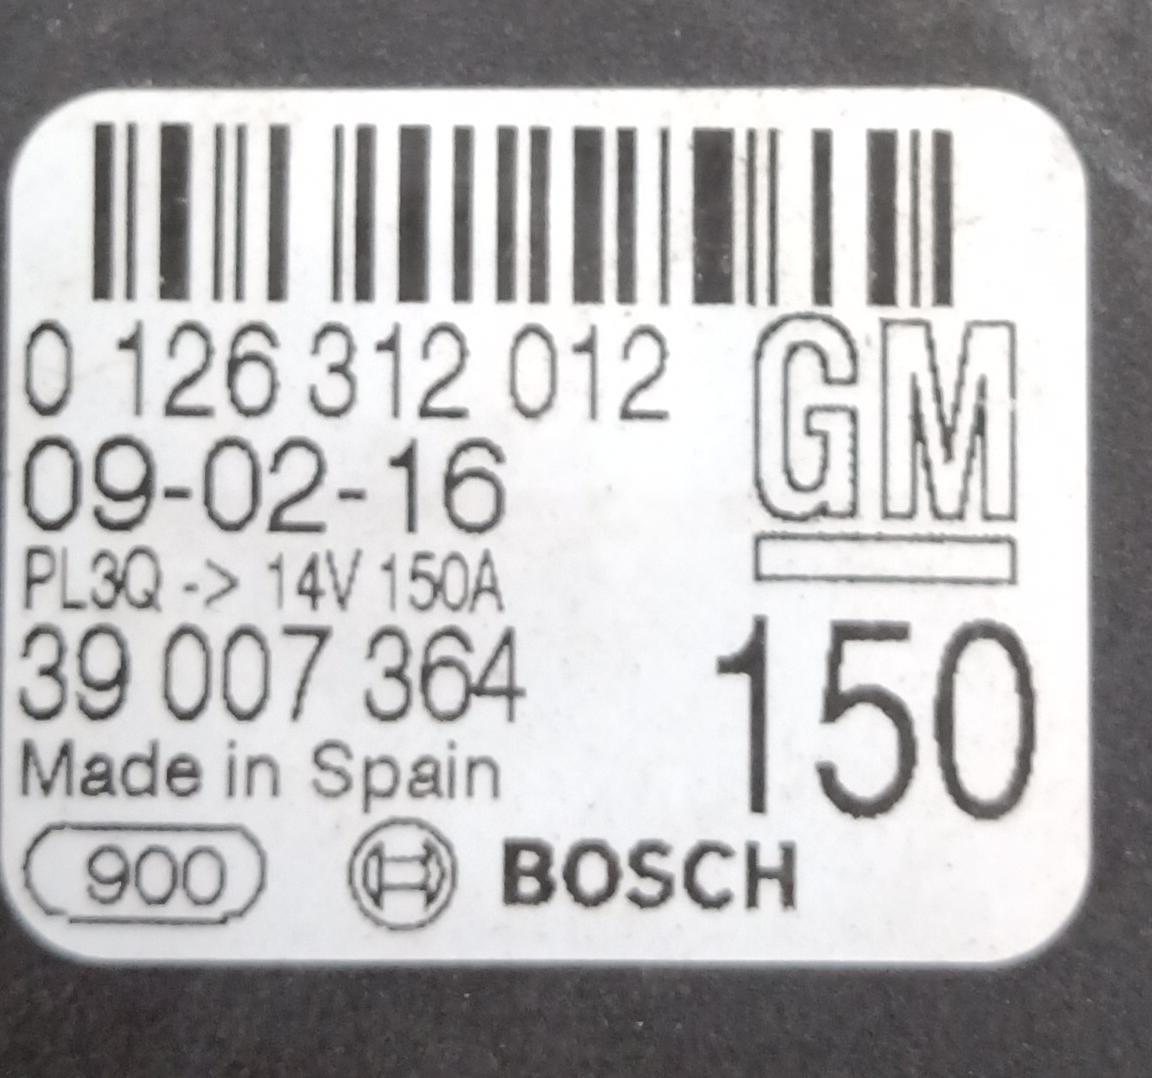 0 126 312 012
GM
09-02-16
PL3Q -> 14V 150A
39 007 364
150
Made in Spain
900
BOSCH